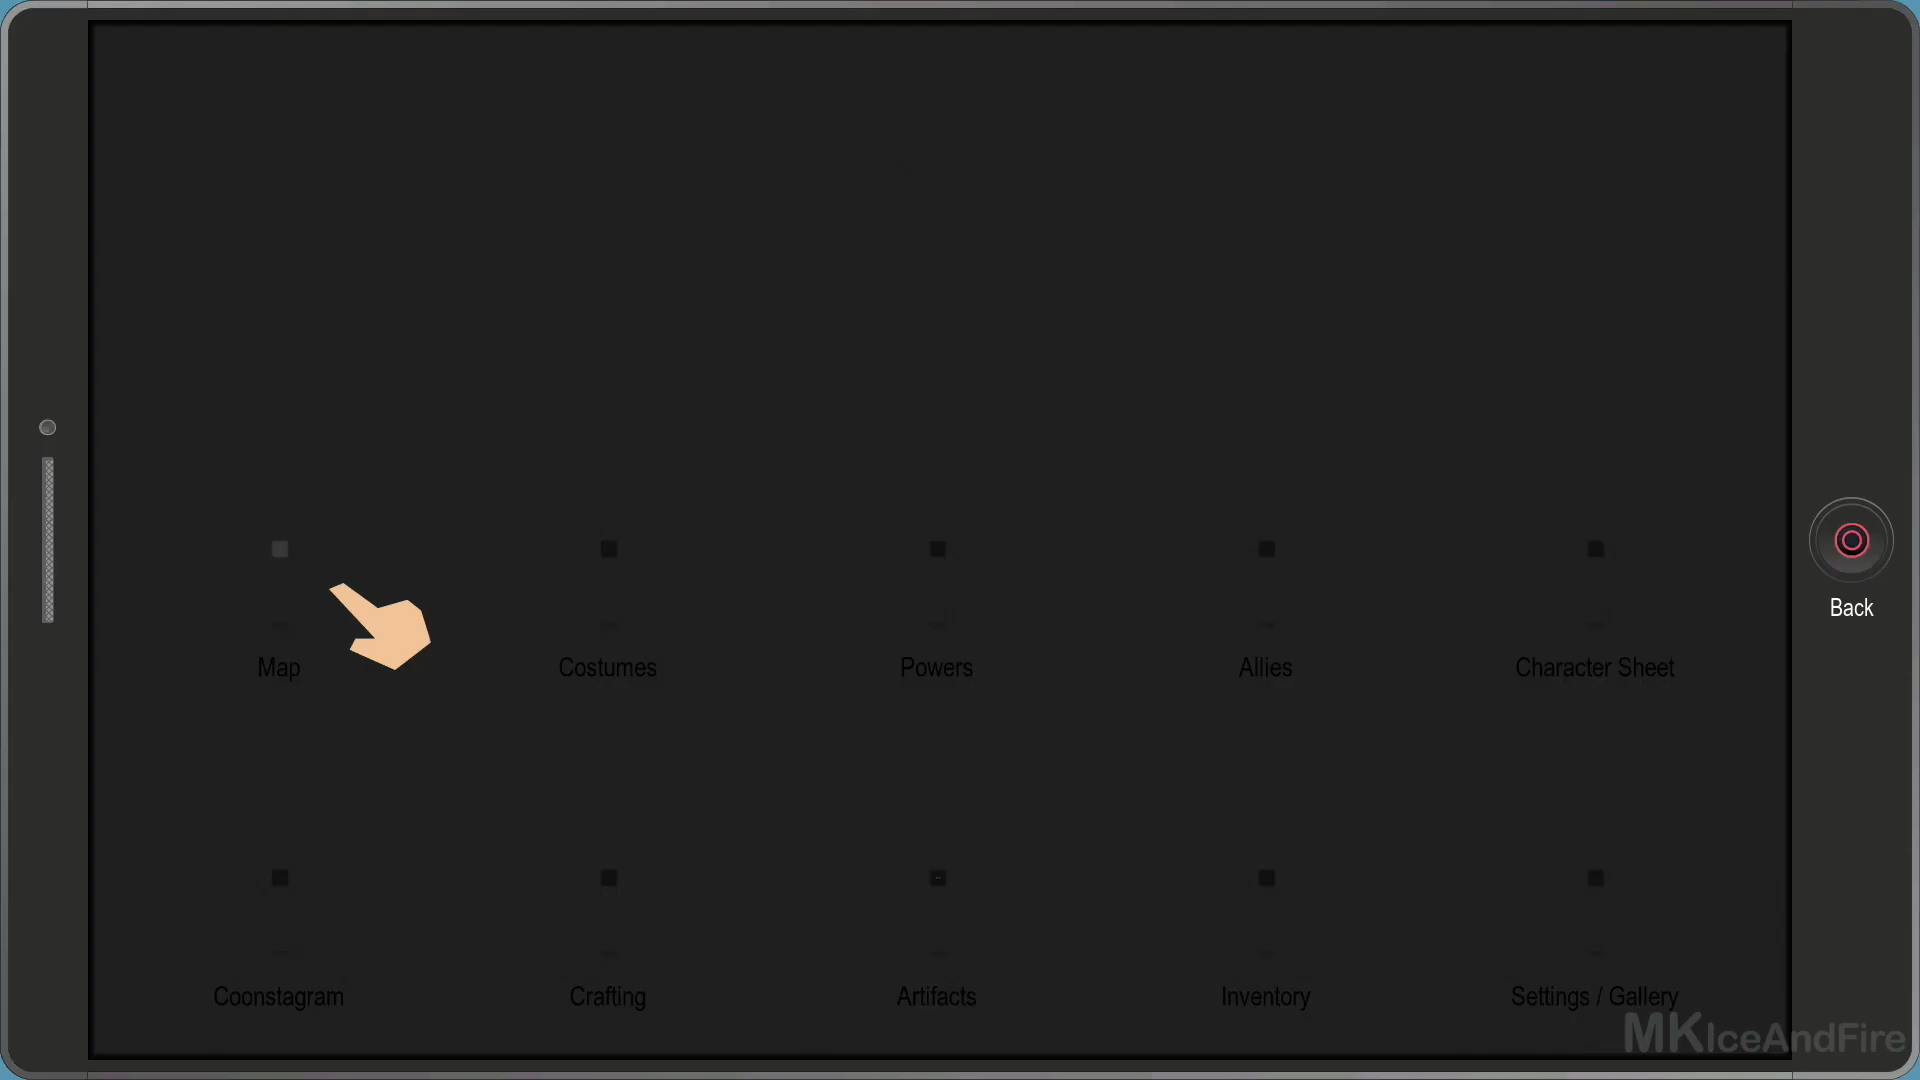 Back
Map
Costumes
Powers
Allies
Character Sheet
Coonstagram
Crafting
Artifacts
Inventory
Settings / Gallery
MKIceAndFire